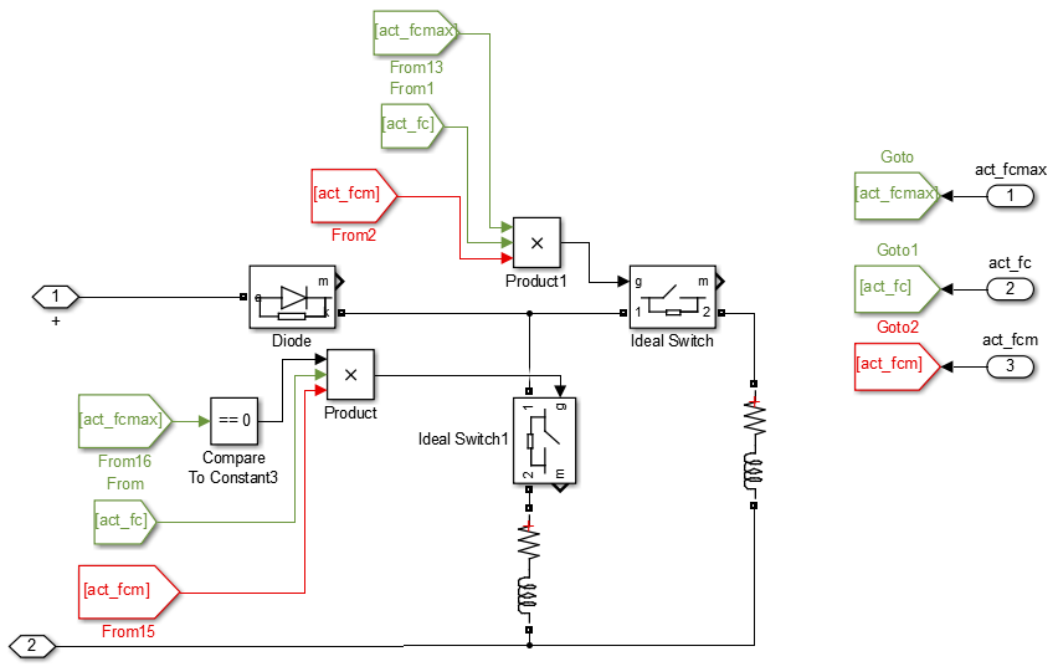 [act_fcmax]
From13
From1
[act_fc]
[act_fcm]
From2
×
Product1
Goto
act_fcmax
[act_fcmax]
1
Goto1
act_fc
[act_fc]
2
Goto2
act_fcm
[act_fcm]
3
1
+
m
a
k
Diode
g
m
1
2
Ideal Switch
×
Product
[act_fcmax]
From16
== 0
Compare
To Constant3
1
g
Ideal Switch1
2
m
From
[act_fc]
[act_fcm]
From15
+
+
2